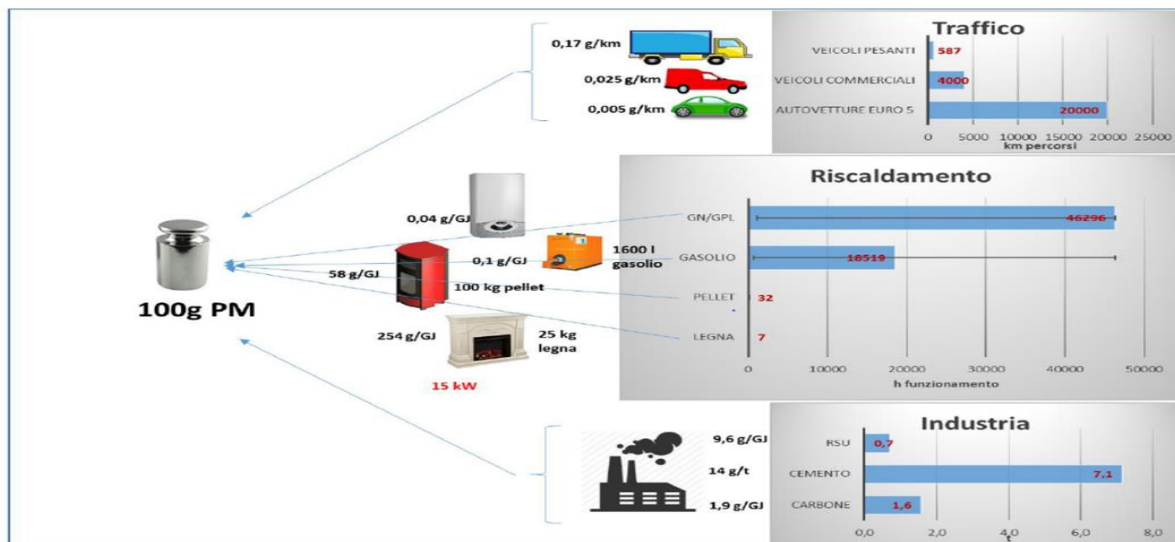 Traffico
0,17 g/km
0,025 g/km
0,005 g/km
VEICOLI PESANTI
587
VEICOLI COMMERCIALI
4000
AUTOVETTURE EURO 5
20000
0 5000 10000 15000 20000 25000
km percorsi
Riscaldamento
0,04 g/GJ
0,1 g/GJ
1600 l
gasolio
58 g/GJ
100 kg pellet
254 g/GJ
25 kg
legna
15 kW
100g PM
GN/GPL
46296
GASOLIO
18519
PELLET
32
LEGNA
7
0 10000 20000 30000 40000 50000
h funzionamento
Industria
9,6 g/GJ
14 g/t
1,9 g/GJ
RSU
0,7
CEMENTO
7,1
CARBONE
1,6
0,0 2,0 4,0 6,0 8,0
t